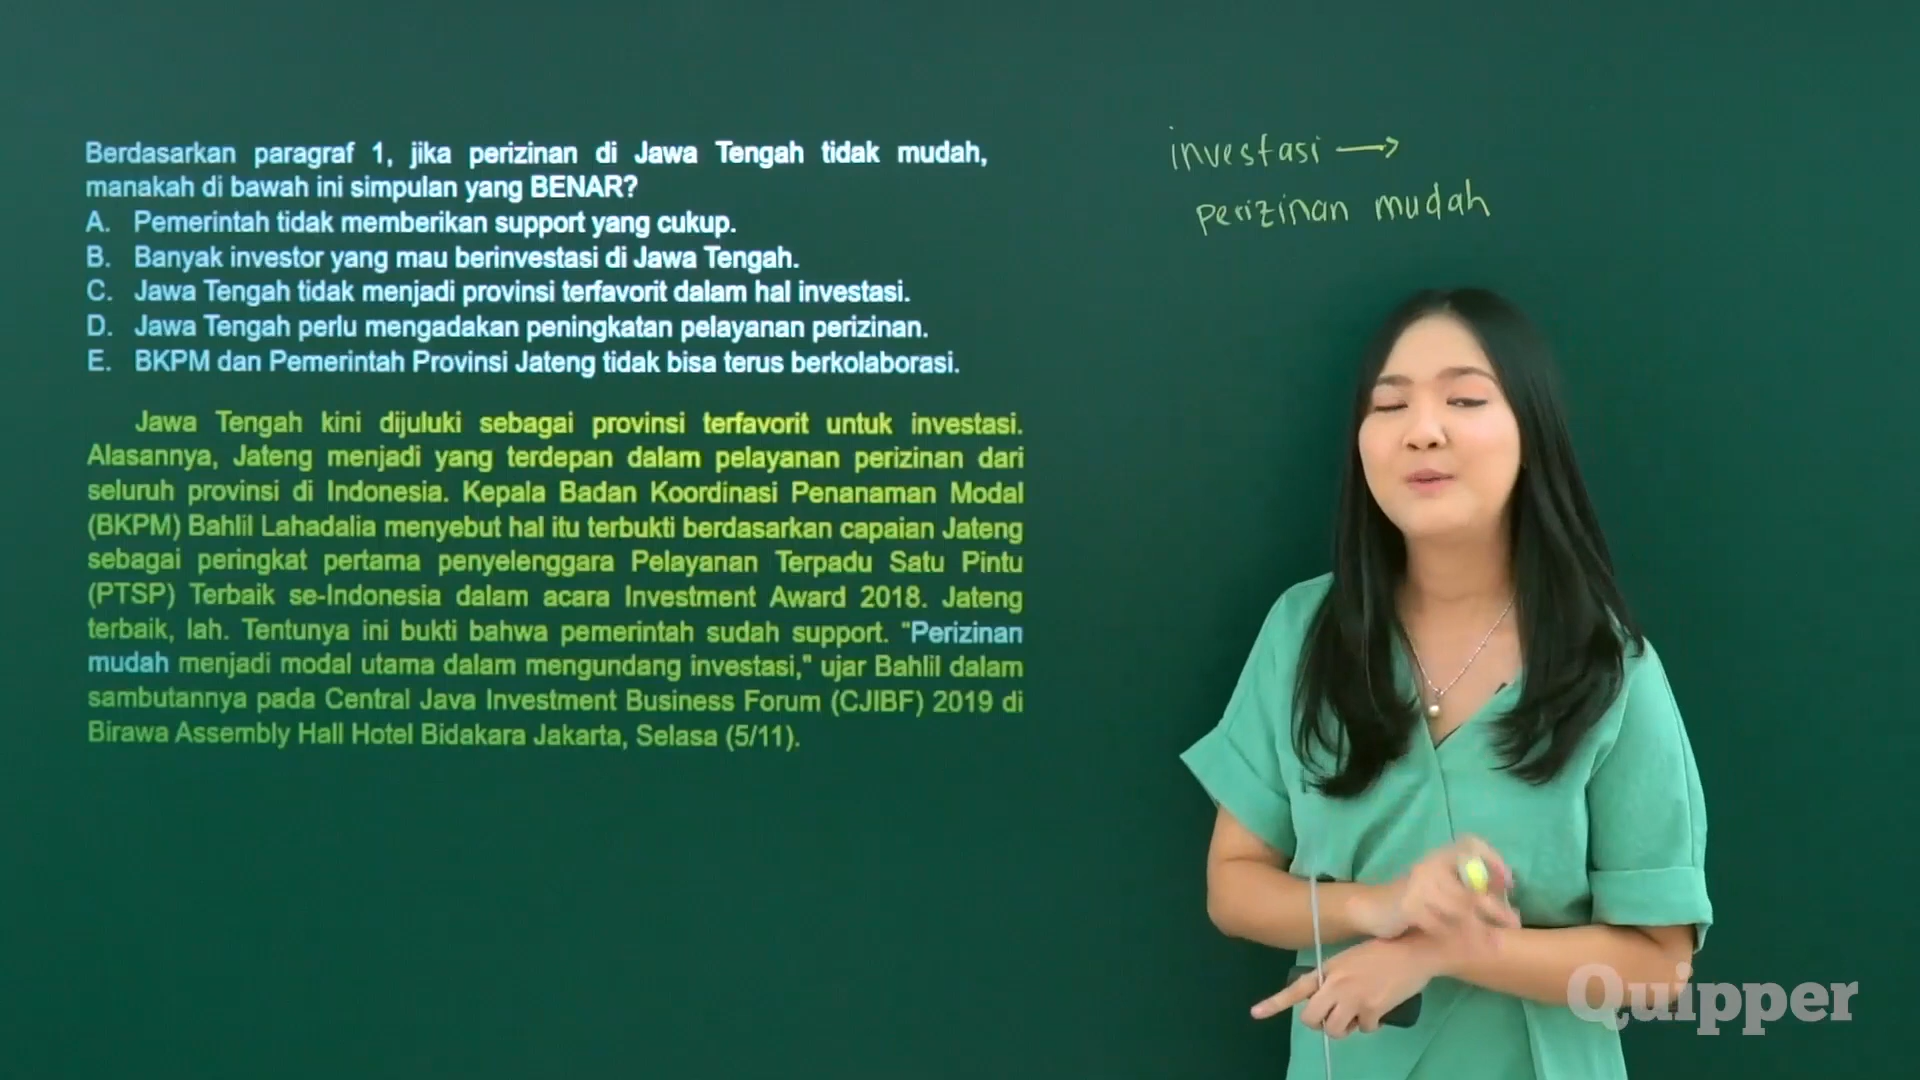 Berdasarkan paragraf 1, jika perizinan di Jawa Tengah tidak mudah,
manakah di bawah ini simpulan yang BENAR?
A. Pemerintah tidak memberikan support yang cukup.
B. Banyak investor yang mau berinvestasi di Jawa Tengah.
C. Jawa Tengah tidak menjadi provinsi terfavorit dalam hal investasi.
D. Jawa Tengah perlu mengadakan peningkatan pelayanan perizinan.
E. BKPM dan Pemerintah Provinsi Jateng tidak bisa terus berkolaborasi.
Jawa Tengah kini dijuluki sebagai provinsi terfavorit untuk investasi.
Alasannya, Jateng menjadi yang terdepan dalam pelayanan perizinan dari
seluruh provinsi di Indonesia. Kepala Badan Koordinasi Penanaman Modal
(BKPM) Bahlil Lahadalia menyebut hal itu terbukti berdasarkan capaian Jateng
sebagai peringkat pertama penyelenggara Pelayanan Terpadu Satu Pintu
(PTSP) Terbaik se-Indonesia dalam acara Investment Award 2018. Jateng
terbaik, lah. Tentunya ini bukti bahwa pemerintah sudah support. "Perizinan
mudah menjadi modal utama dalam mengundang investasi," ujar Bahlil dalam
sambutannya pada Central Java Investment Business Forum (CJIBF) 2019 di
Birawa Assembly Hall Hotel Bidakara Jakarta, Selasa (5/11).
investasi →
perizinan mudah
Quipper